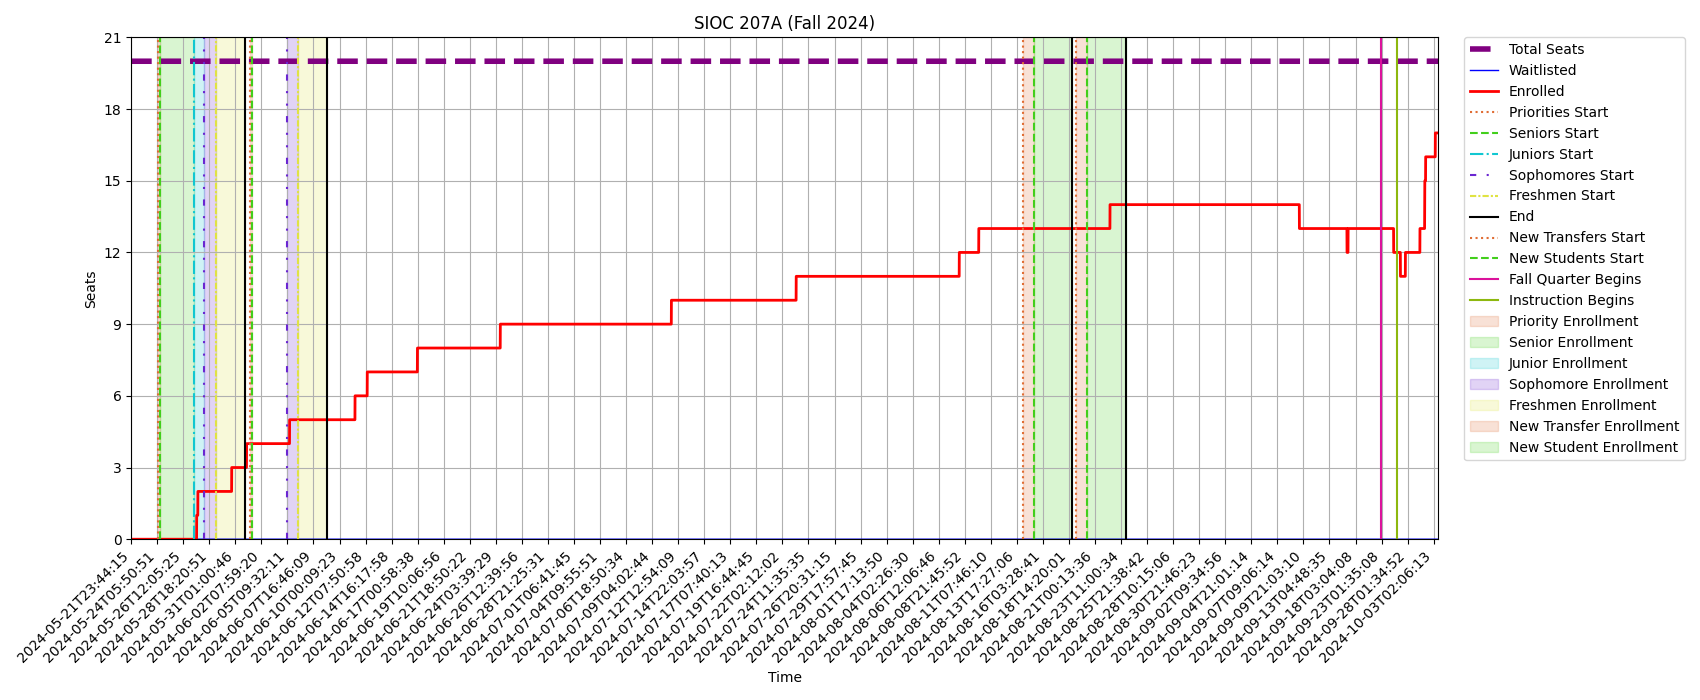 SIOC 207A (Fall 2024)
21
18
15
12
9
6
3
0
Seats
2024-05-21T23:44:15
2024-05-24T05:50:51
2024-05-26T12:05:25
2024-05-28T18:20:51
2024-05-31T01:00:46
2024-06-02T07:59:20
2024-06-05T09:32:11
2024-06-07T16:46:09
2024-06-10T00:09:23
2024-06-12T07:50:58
2024-06-14T16:17:58
2024-06-17T00:58:38
2024-06-19T10:06:56
2024-06-21T18:50:22
2024-06-24T03:39:29
2024-06-26T12:39:56
2024-06-28T21:25:31
2024-07-01T06:41:45
2024-07-04T09:55:51
2024-07-06T18:50:34
2024-07-09T04:02:44
2024-07-12T12:54:09
2024-07-14T22:03:57
2024-07-17T07:40:13
2024-07-19T16:44:45
2024-07-22T02:12:02
2024-07-24T11:35:35
2024-07-26T20:31:15
2024-07-29T17:57:45
2024-08-01T17:13:50
2024-08-04T02:26:30
2024-08-06T12:06:46
2024-08-08T21:45:52
2024-08-11T07:46:10
2024-08-13T17:27:06
2024-08-16T03:28:41
2024-08-18T14:20:01
2024-08-21T00:13:36
2024-08-23T11:00:34
2024-08-25T21:38:42
2024-08-28T10:15:06
2024-08-30T21:46:23
2024-09-02T09:34:56
2024-09-04T21:01:14
2024-09-07T09:06:14
2024-09-09T21:03:10
2024-09-13T04:48:35
2024-09-18T03:04:08
2024-09-23T01:35:08
2024-09-28T01:34:52
2024-10-03T02:06:13
Time
Total Seats
Waitlisted
Enrolled
Priorities Start
Seniors Start
Juniors Start
Sophomores Start
Freshmen Start
End
New Transfers Start
New Students Start
Fall Quarter Begins
Instruction Begins
Priority Enrollment
Senior Enrollment
Junior Enrollment
Sophomore Enrollment
Freshmen Enrollment
New Transfer Enrollment
New Student Enrollment